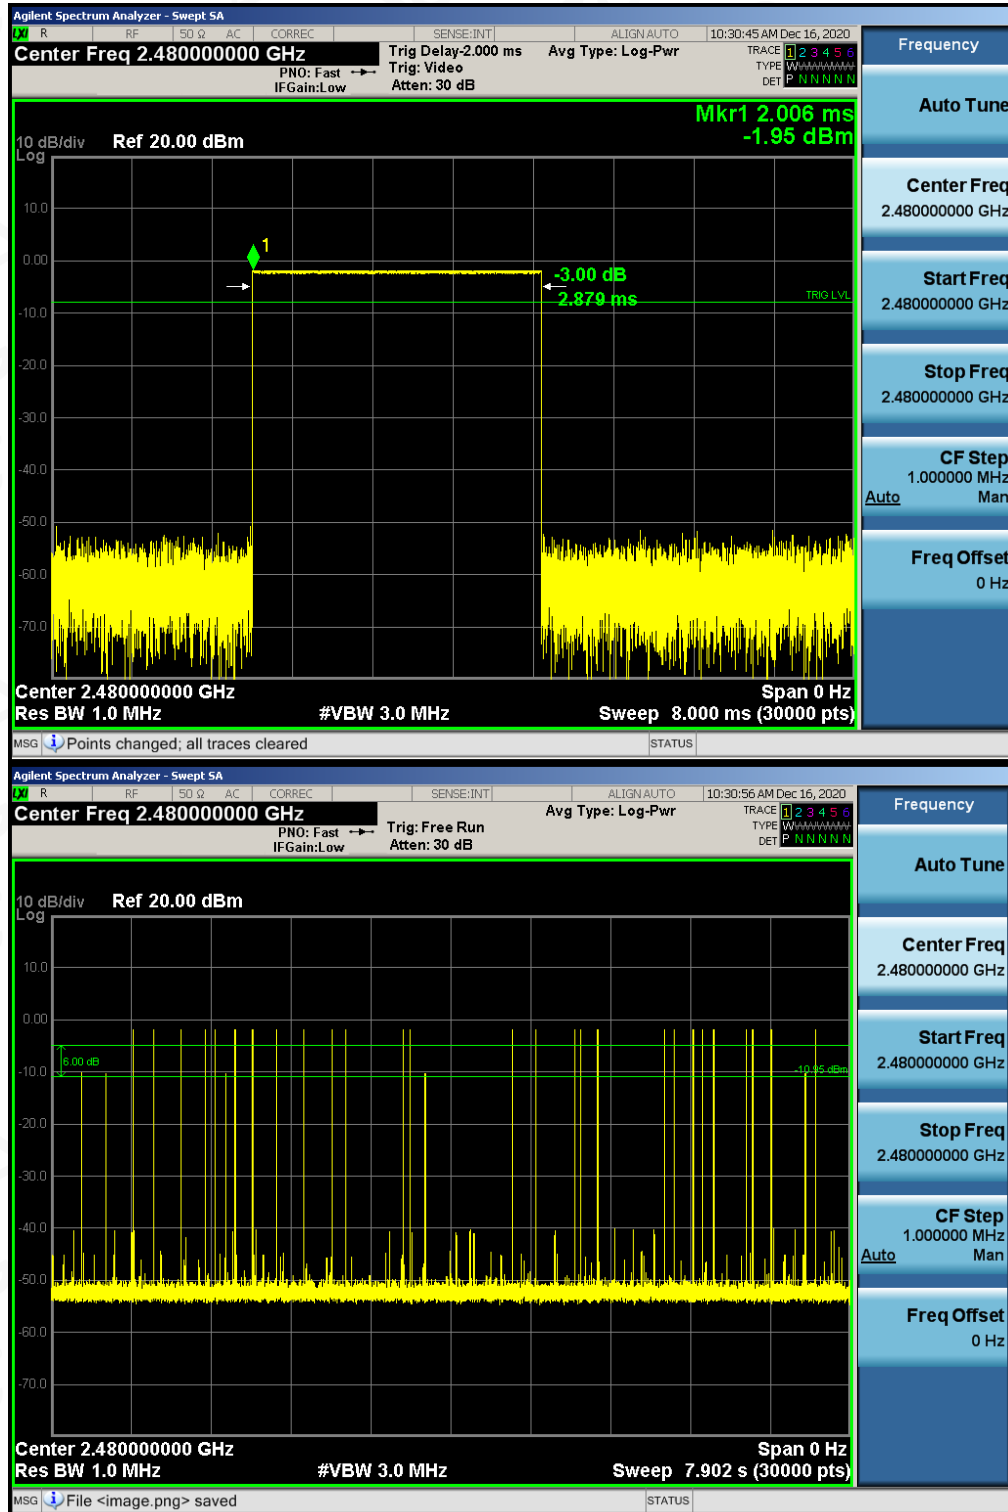 Agilent Spectrum Analyzer - Swept SA
LXI R RF 50 Ω AC CORREC SENSE:INT ALIGN AUTO 10:30:45 AM Dec 16, 2020
Center Freq 2.480000000 GHz
PNO: Fast
IFGain:Low
Trig Delay-2.000 ms
Trig: Video
Atten: 30 dB
Avg Type: Log-Pwr
TRACE 1 2 3 4 5 6
TYPE W
DET P N N N N N
Mkr1 2.006 ms
-1.95 dBm
10 dB/div Ref 20.00 dBm
Log
10.0
0.00
-10.0
-20.0
-30.0
-40.0
-50.0
-60.0
-70.0
1
-3.00 dB
2.879 ms
TRIG LVL
Center 2.480000000 GHz Span 0 Hz
Res BW 1.0 MHz #VBW 3.0 MHz Sweep 8.000 ms (30000 pts)
MSG Points changed; all traces cleared STATUS
Frequency
Auto Tune
Center Freq
2.480000000 GHz
Start Freq
2.480000000 GHz
Stop Freq
2.480000000 GHz
CF Step
1.000000 MHz
Auto Man
Freq Offset
0 Hz
Agilent Spectrum Analyzer - Swept SA
LXI R RF 50 Ω AC CORREC SENSE:INT ALIGN AUTO 10:30:56 AM Dec 16, 2020
Center Freq 2.480000000 GHz
PNO: Fast
IFGain:Low
Trig: Free Run
Atten: 30 dB
Avg Type: Log-Pwr
TRACE 1 2 3 4 5 6
TYPE W
DET P N N N N N
10 dB/div Ref 20.00 dBm
Log
10.0
0.00
-10.0
-20.0
-30.0
-40.0
-50.0
-60.0
-70.0
6.00 dB
-10.95 dBm
Center 2.480000000 GHz Span 0 Hz
Res BW 1.0 MHz #VBW 3.0 MHz Sweep 7.902 s (30000 pts)
MSG File <image.png> saved STATUS
Frequency
Auto Tune
Center Freq
2.480000000 GHz
Start Freq
2.480000000 GHz
Stop Freq
2.480000000 GHz
CF Step
1.000000 MHz
Auto Man
Freq Offset
0 Hz